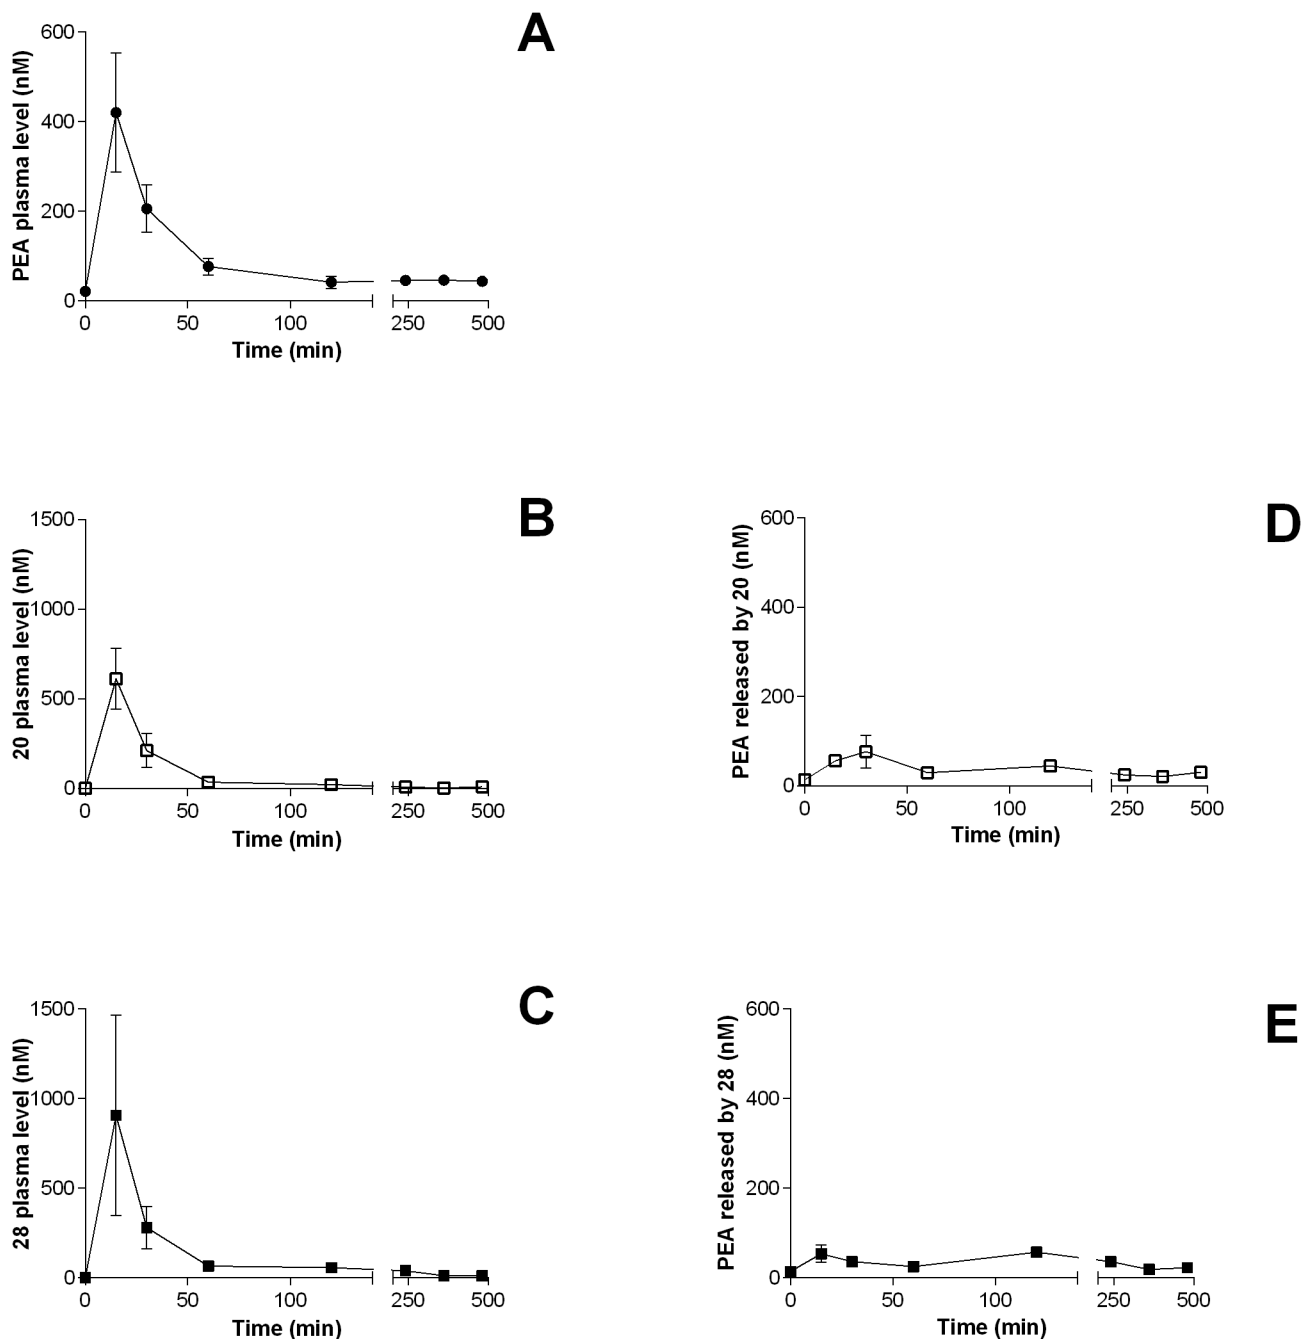 A
PEA plasma level (nM)
600
400
200
0
0 50 100 250 500
Time (min)
B
20 plasma level (nM)
1500
1000
500
0
0 50 100 250 500
Time (min)
D
PEA released by 20 (nM)
600
400
200
0
0 50 100 250 500
Time (min)
C
28 plasma level (nM)
1500
1000
500
0
0 50 100 250 500
Time (min)
E
PEA released by 28 (nM)
600
400
200
0
0 50 100 250 500
Time (min)